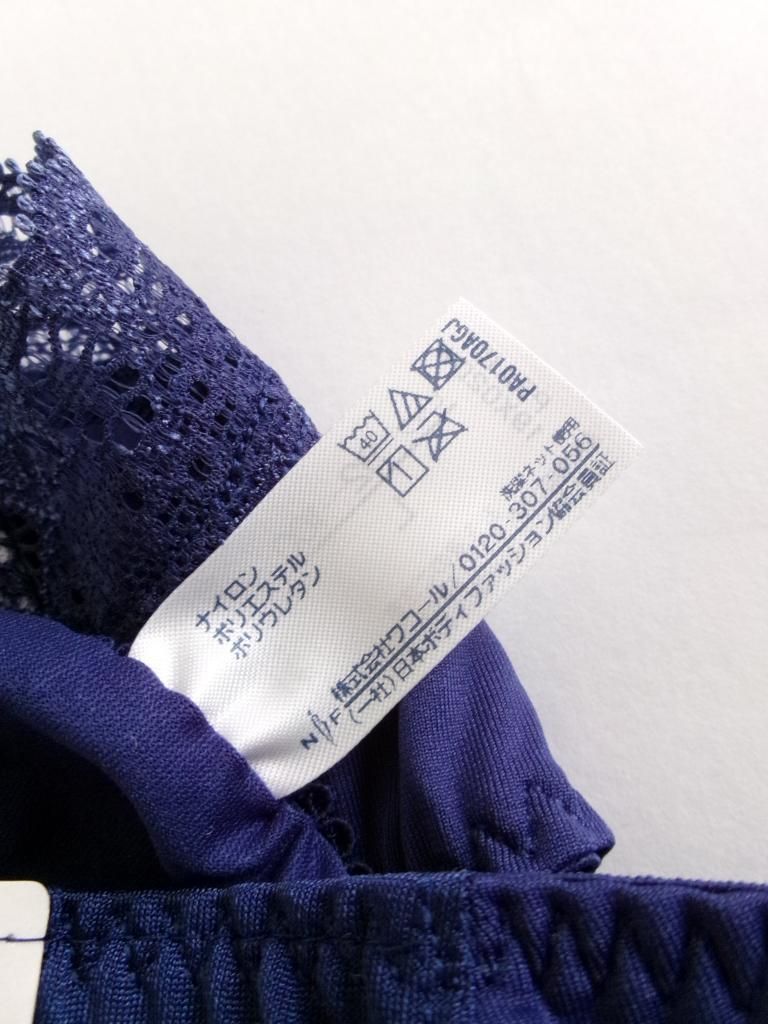 PA0170AGJ
40
ナイロン
ポリエステル
ポリウレタン
洗濯ネット使用
株式会社ワコール/0120-307-056
NBF (一社)日本ボディファッション協会員証